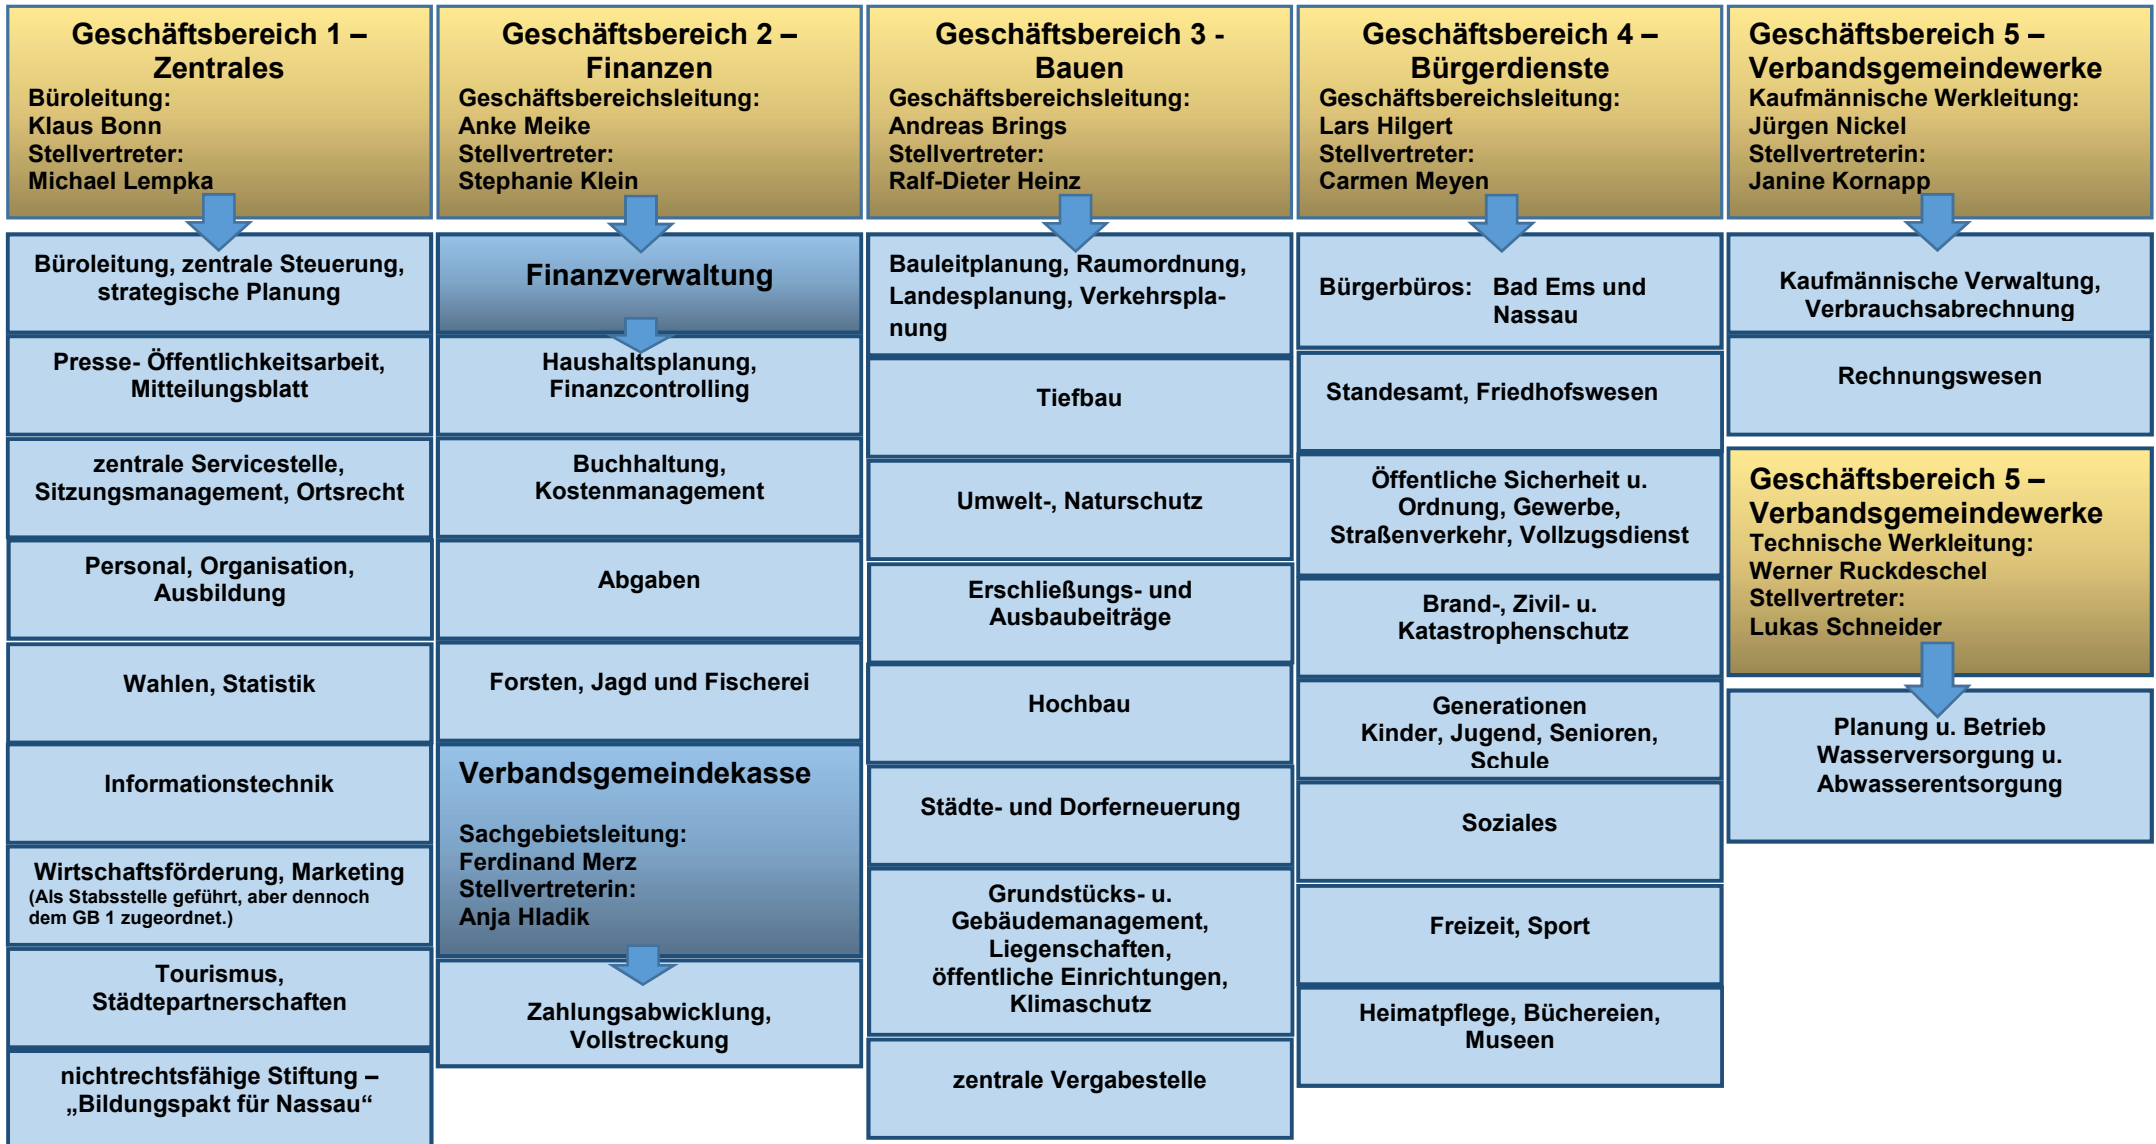 Geschäftsbereich 1 –
Zentrales
Büroleitung:
Klaus Bonn
Stellvertreter:
Michael Lempka
Büroleitung, zentrale Steuerung,
strategische Planung
Presse- Öffentlichkeitsarbeit,
Mitteilungsblatt
zentrale Servicestelle,
Sitzungsmanagement, Ortsrecht
Personal, Organisation,
Ausbildung
Wahlen, Statistik
Informationstechnik
Wirtschaftsförderung, Marketing
(Als Stabsstelle geführt, aber dennoch
dem GB 1 zugeordnet.)
Tourismus,
Städtepartnerschaften
nichtrechtsfähige Stiftung –
„Bildungspakt für Nassau“
Geschäftsbereich 2 –
Finanzen
Geschäftsbereichsleitung:
Anke Meike
Stellvertreter:
Stephanie Klein
Finanzverwaltung
Haushaltsplanung,
Finanzcontrolling
Buchhaltung,
Kostenmanagement
Abgaben
Forsten, Jagd und Fischerei
Verbandsgemeindekasse
Sachgebietsleitung:
Ferdinand Merz
Stellvertreterin:
Anja Hladik
Zahlungsabwicklung,
Vollstreckung
Geschäftsbereich 3 -
Bauen
Geschäftsbereichsleitung:
Andreas Brings
Stellvertreter:
Ralf-Dieter Heinz
Bauleitplanung, Raumordnung,
Landesplanung, Verkehrspla-
nung
Tiefbau
Umwelt-, Naturschutz
Erschließungs- und
Ausbaubeiträge
Hochbau
Städte- und Dorferneuerung
Grundstücks- u.
Gebäudemanagement,
Liegenschaften,
öffentliche Einrichtungen,
Klimaschutz
zentrale Vergabestelle
Geschäftsbereich 4 –
Bürgerdienste
Geschäftsbereichsleitung:
Lars Hilgert
Stellvertreter:
Carmen Meyen
Bürgerbüros: Bad Ems und
Nassau
Standesamt, Friedhofswesen
Öffentliche Sicherheit u.
Ordnung, Gewerbe,
Straßenverkehr, Vollzugsdienst
Brand-, Zivil- u.
Katastrophenschutz
Generationen
Kinder, Jugend, Senioren,
Schule
Soziales
Freizeit, Sport
Heimatpflege, Büchereien,
Museen
Geschäftsbereich 5 –
Verbandsgemeindewerke
Kaufmännische Werkleitung:
Jürgen Nickel
Stellvertreterin:
Janine Kornapp
Kaufmännische Verwaltung,
Verbrauchsabrechnung
Rechnungswesen
Geschäftsbereich 5 –
Verbandsgemeindewerke
Technische Werkleitung:
Werner Ruckdeschel
Stellvertreter:
Lukas Schneider
Planung u. Betrieb
Wasserversorgung u.
Abwasserentsorgung